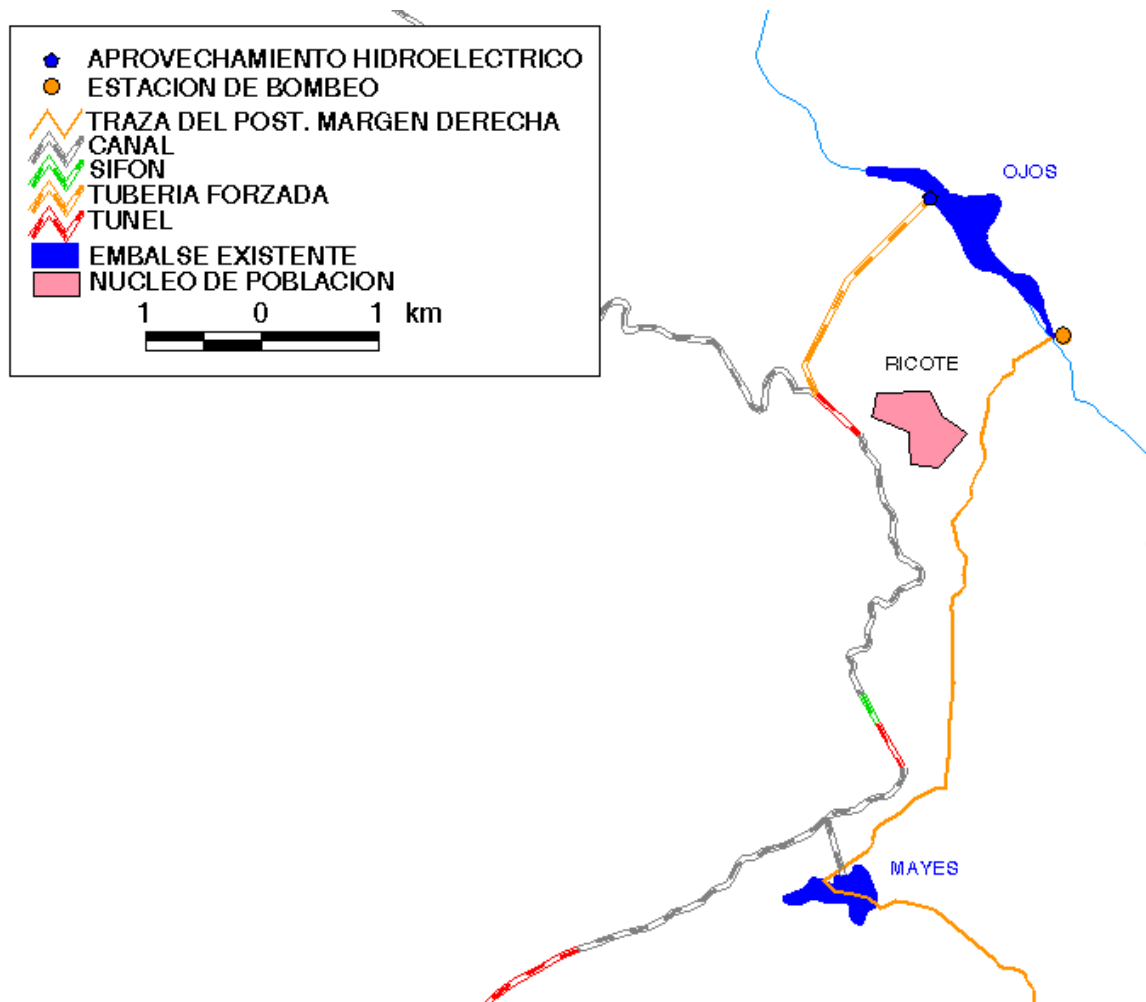 APROVECHAMIENTO HIDROELECTRICO
ESTACION DE BOMBEO
TRAZA DEL POST. MARGEN DERECHA
CANAL
SIFON
TUBERIA FORZADA
TUNEL
EMBALSE EXISTENTE
NUCLEO DE POBLACION
1 0 1 km
OJOS
RICOTE
MAYES